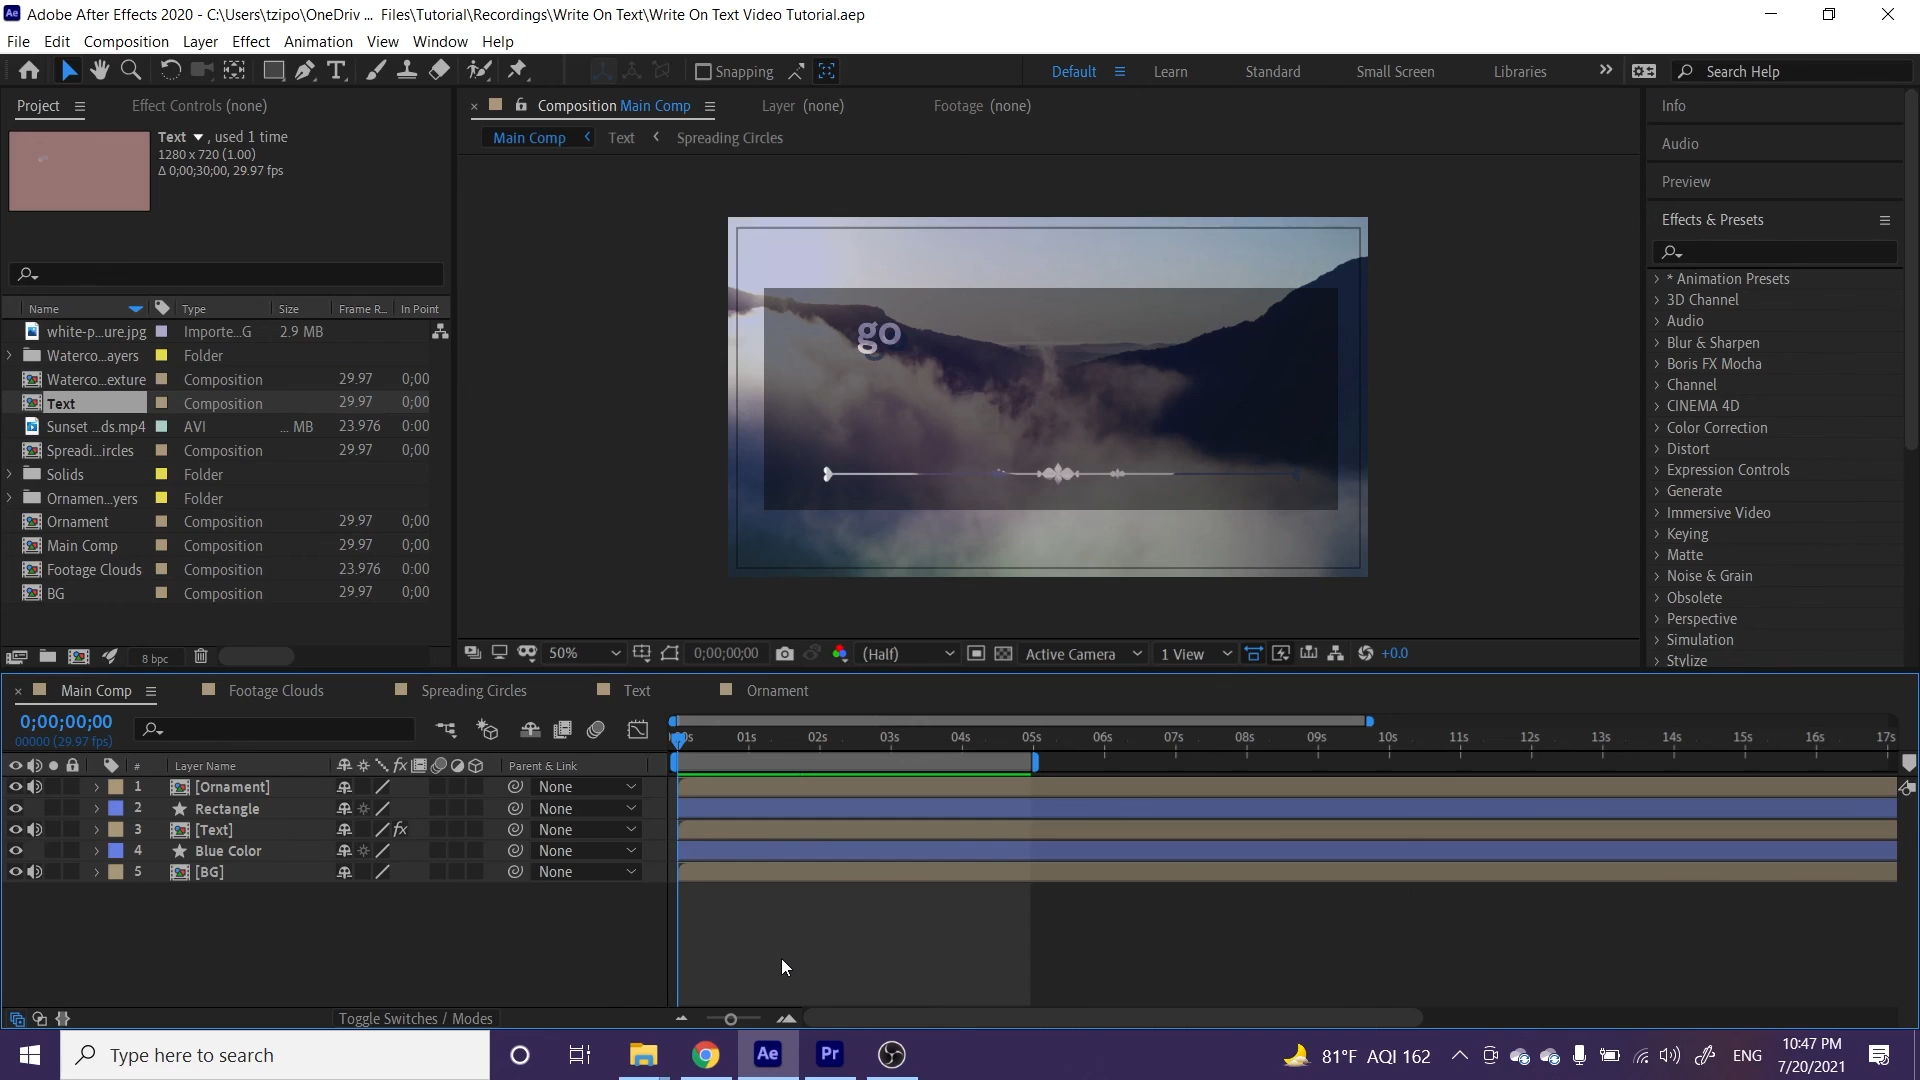 Adobe After Effects 2020 - C:\Users\tzipo\OneDriv ... Files\Tutorial\Recordings\Write On Text\Write On Text Video Tutorial.aep
File Edit Composition Layer Effect Animation View Window Help
Snapping
Default Learn Standard Small Screen Libraries
Search Help
Project
Effect Controls (none)
Text , used 1 time
1280 x 720 (1.00)
Δ 0;00;30;00, 29.97 fps
Name Type Size Frame R... In Point
white-p...ure.jpg Importe...G 2.9 MB
Waterco...ayers Folder
Waterco...exture Composition 29.97 0;00
Text Composition 29.97 0;00
Sunset ...ds.mp4 AVI ... MB 23.976 0:00
Spreadi...ircles Composition 29.97 0;00
Solids Folder
Ornamen...yers Folder
Ornament Composition 29.97 0;00
Main Comp Composition 29.97 0;00
Footage Clouds Composition 23.976 0:00
BG Composition 29.97 0;00
8 bpc
Composition Main Comp
Layer (none)
Footage (none)
Main Comp Text Spreading Circles
go
50% 0;00;00;00 (Half) Active Camera 1 View +0.0
Info
Audio
Preview
Effects & Presets
* Animation Presets
3D Channel
Audio
Blur & Sharpen
Boris FX Mocha
Channel
CINEMA 4D
Color Correction
Distort
Expression Controls
Generate
Immersive Video
Keying
Matte
Noise & Grain
Obsolete
Perspective
Simulation
Stylize
Main Comp Footage Clouds Spreading Circles Text Ornament
0;00;00;00
00000 (29.97 fps)
01s 02s 03s 04s 05s 06s 07s 08s 09s 10s 11s 12s 13s 14s 15s 16s 17s
# Layer Name fx Parent & Link
1 [Ornament] None
2 Rectangle None
3 [Text] fx None
4 Blue Color None
5 [BG] None
Toggle Switches / Modes
Type here to search
Ae
Pr
81°F AQI 162
ENG
10:47 PM
7/20/2021